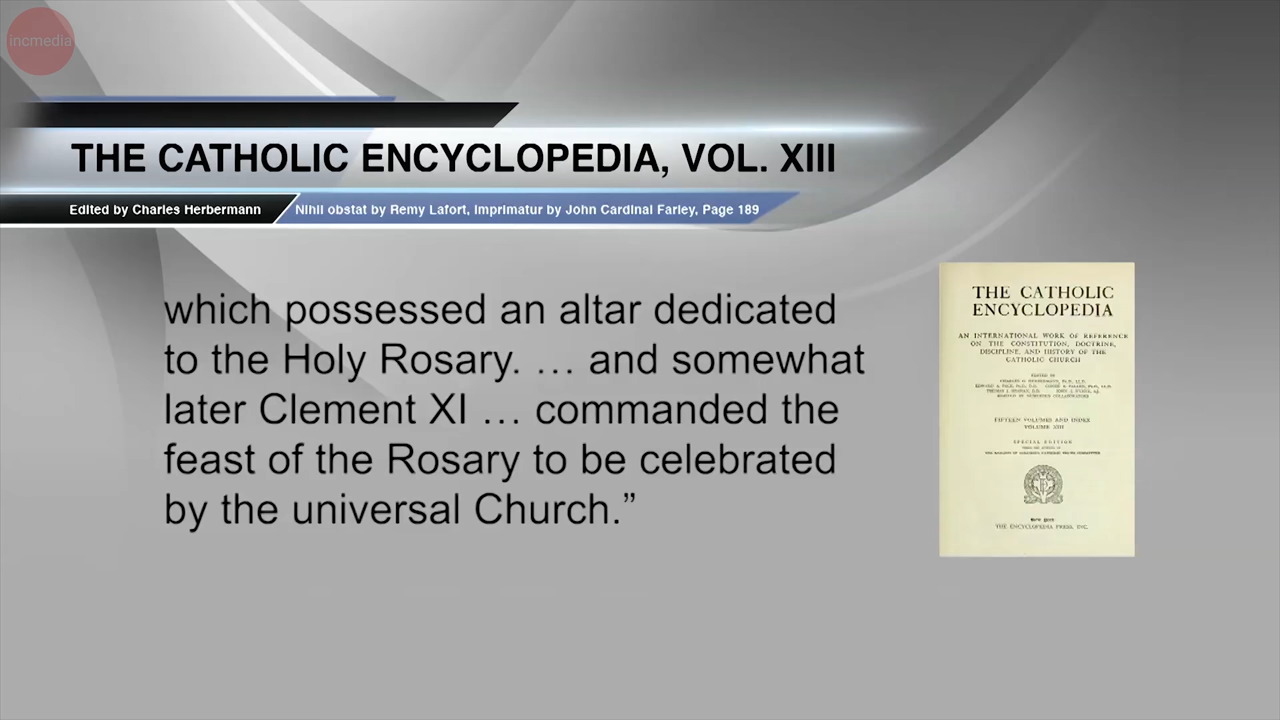 incmedia
THE CATHOLIC ENCYCLOPEDIA, VOL. XIII
Edited by Charles Herbermann
Nihil obstat by Remy Lafort, Imprimatur by John Cardinal Farley, Page 189
which possessed an altar dedicated
to the Holy Rosary. … and somewhat
later Clement XI … commanded the
feast of the Rosary to be celebrated
by the universal Church.”
THE CATHOLIC
ENCYCLOPEDIA
AN INTERNATIONAL WORK OF REFERENCE
ON THE CONSTITUTION, DOCTRINE,
DISCIPLINE, AND HISTORY OF THE
CATHOLIC CHURCH
EDITED BY
FIFTEEN VOLUMES AND INDEX
VOLUME XIII
SPECIAL EDITION
NEW YORK
THE ENCYCLOPEDIA PRESS, INC.